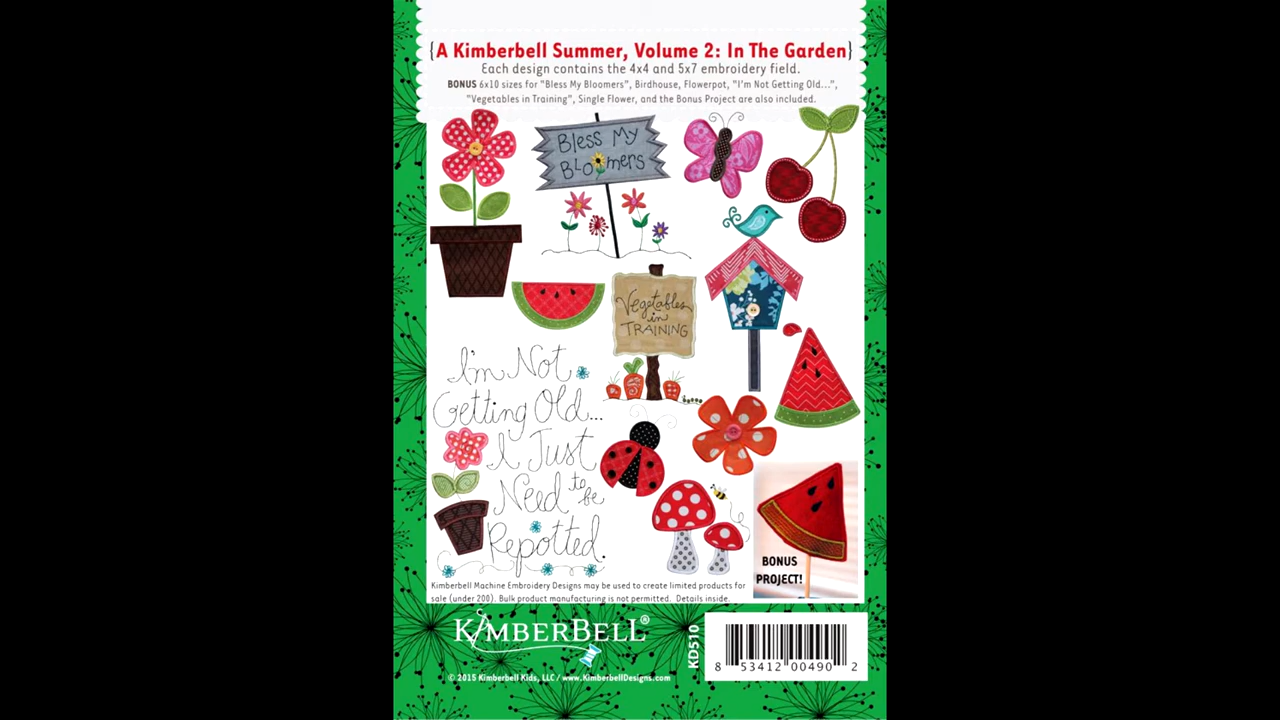 {A Kimberbell Summer, Volume 2: In The Garden}
Each design contains the 4x4 and 5x7 embroidery field.
BONUS 6x10 sizes for "Bless My Bloomers", Birdhouse, Flowerpot, "I'm Not Getting Old...",
"Vegetables in Training", Single Flower, and the Bonus Project are also included.
Bless My
Bloomers
Vegetables
in
TRAINING
I'm Not
Getting Old...
I Just
Need to be
Repotted.
BONUS
PROJECT!
Kimberbell Machine Embroidery Designs may be used to create limited products for
sale (under 200). Bulk product manufacturing is not permitted. Details inside.
KIMBERBELL®
© 2015 Kimberbell Kids, LLC / www.KimberbellDesigns.com
KD510
8 53412 00490 2